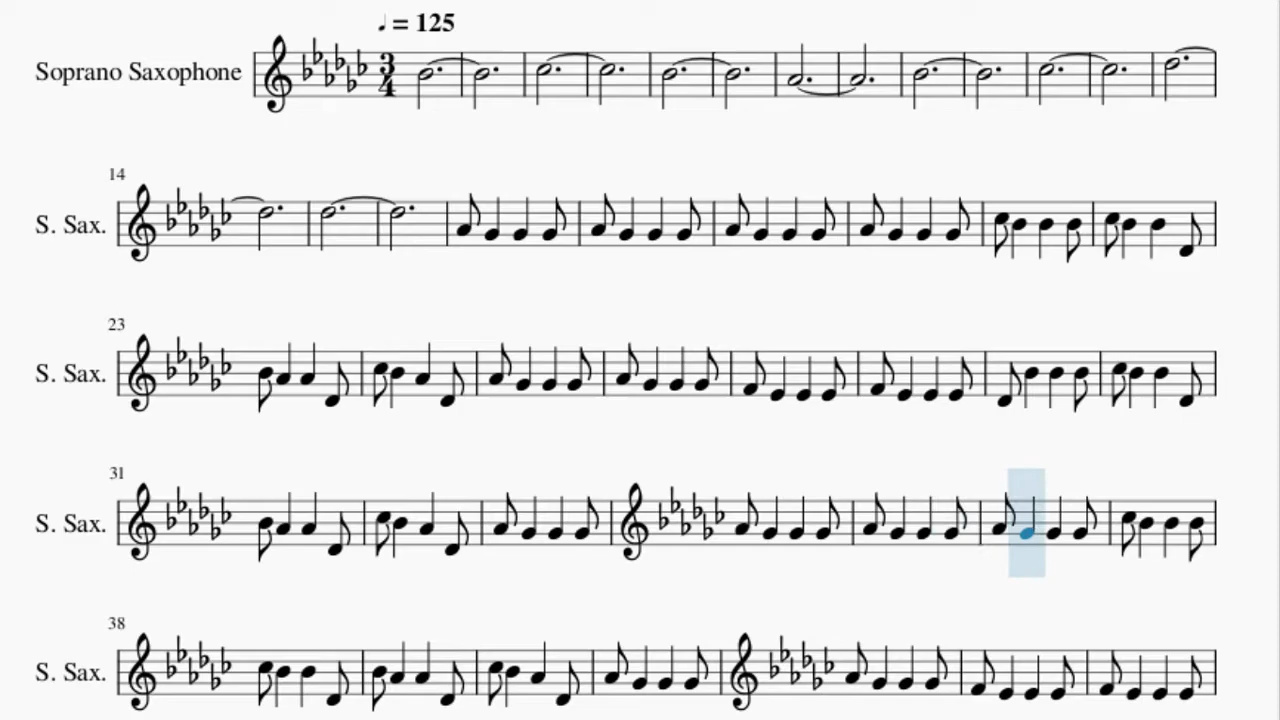 ♩ = 125
Soprano Saxophone
3
4
14
S. Sax.
23
S. Sax.
31
S. Sax.
38
S. Sax.